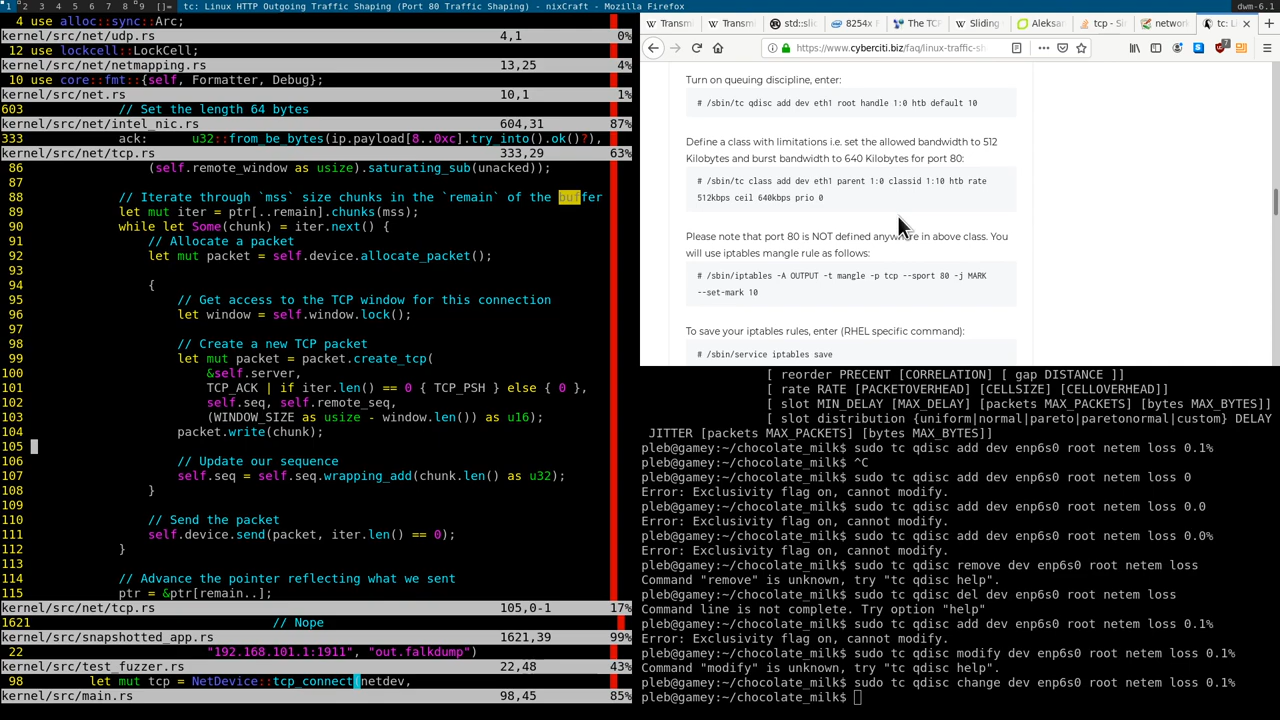 1 2 3 4 5 6 7 8 9 []= tc: Linux HTTP Outgoing Traffic Shaping (Port 80 Traffic Shaping) - nixCraft - Mozilla Firefox dwm-6.1
4 use alloc::sync::Arc;
kernel/src/net/udp.rs 4,1 0%
12 use lockcell::LockCell;
kernel/src/net/netmapping.rs 13,25 4%
10 use core::fmt::{self, Formatter, Debug};
kernel/src/net.rs 10,1 1%
603 // Set the length 64 bytes
kernel/src/net/intel_nic.rs 604,31 87%
333 ack: u32::from_be_bytes(ip.payload[8..0xc].try_into().ok()?),
kernel/src/net/tcp.rs 333,29 63%
86 (self.remote_window as usize).saturating_sub(unacked));
87
88 // Iterate through `mss` size chunks in the `remain` of the buffer
89 let mut iter = ptr[..remain].chunks(mss);
90 while let Some(chunk) = iter.next() {
91 // Allocate a packet
92 let mut packet = self.device.allocate_packet();
93
94 {
95 // Get access to the TCP window for this connection
96 let window = self.window.lock();
97
98 // Create a new TCP packet
99 let mut packet = packet.create_tcp(
100 &self.server,
101 TCP_ACK | if iter.len() == 0 { TCP_PSH } else { 0 },
102 self.seq, self.remote_seq,
103 (WINDOW_SIZE as usize - window.len()) as u16);
104 packet.write(chunk);
105
106 // Update our sequence
107 self.seq = self.seq.wrapping_add(chunk.len() as u32);
108 }
109
110 // Send the packet
111 self.device.send(packet, iter.len() == 0);
112 }
113
114 // Advance the pointer reflecting what we sent
115 ptr = &ptr[remain..];
kernel/src/net/tcp.rs 105,0-1 17%
1621 // Nope
kernel/src/snapshotted_app.rs 1621,39 99%
22 "192.168.101.1:1911", "out.falkdump")
kernel/src/test_fuzzer.rs 22,48 43%
98 let mut tcp = NetDevice::tcp_connect(netdev,
kernel/src/main.rs 98,45 85%
Transmi Transmi std::slic 8254x F The TCP Sliding Aleksan tcp - Si network tc: Li
https://www.cyberciti.biz/faq/linux-traffic-sh
Turn on queuing discipline, enter:
# /sbin/tc qdisc add dev eth1 root handle 1:0 htb default 10
Define a class with limitations i.e. set the allowed bandwidth to 512
Kilobytes and burst bandwidth to 640 Kilobytes for port 80:
# /sbin/tc class add dev eth1 parent 1:0 classid 1:10 htb rate
512kbps ceil 640kbps prio 0
Please note that port 80 is NOT defined anywhere in above class. You
will use iptables mangle rule as follows:
# /sbin/iptables -A OUTPUT -t mangle -p tcp --sport 80 -j MARK
--set-mark 10
To save your iptables rules, enter (RHEL specific command):
# /sbin/service iptables save
[ reorder PRECENT [CORRELATION] [ gap DISTANCE ]]
[ rate RATE [PACKETOVERHEAD] [CELLSIZE] [CELLOVERHEAD]]
[ slot MIN_DELAY [MAX_DELAY] [packets MAX_PACKETS] [bytes MAX_BYTES]]
[ slot distribution {uniform|normal|pareto|paretonormal|custom} DELAY
JITTER [packets MAX_PACKETS] [bytes MAX_BYTES]]
pleb@gamey:~/chocolate_milk$ sudo tc qdisc add dev enp6s0 root netem loss 0.1%
pleb@gamey:~/chocolate_milk$ ^C
pleb@gamey:~/chocolate_milk$ sudo tc qdisc add dev enp6s0 root netem loss 0
Error: Exclusivity flag on, cannot modify.
pleb@gamey:~/chocolate_milk$ sudo tc qdisc add dev enp6s0 root netem loss 0.0
Error: Exclusivity flag on, cannot modify.
pleb@gamey:~/chocolate_milk$ sudo tc qdisc add dev enp6s0 root netem loss 0.0%
Error: Exclusivity flag on, cannot modify.
pleb@gamey:~/chocolate_milk$ sudo tc qdisc remove dev enp6s0 root netem loss
Command "remove" is unknown, try "tc qdisc help".
pleb@gamey:~/chocolate_milk$ sudo tc qdisc del dev enp6s0 root netem loss
Command line is not complete. Try option "help"
pleb@gamey:~/chocolate_milk$ sudo tc qdisc add dev enp6s0 root netem loss 0.1%
Error: Exclusivity flag on, cannot modify.
pleb@gamey:~/chocolate_milk$ sudo tc qdisc modify dev enp6s0 root netem loss 0.1%
Command "modify" is unknown, try "tc qdisc help".
pleb@gamey:~/chocolate_milk$ sudo tc qdisc change dev enp6s0 root netem loss 0.1%
pleb@gamey:~/chocolate_milk$